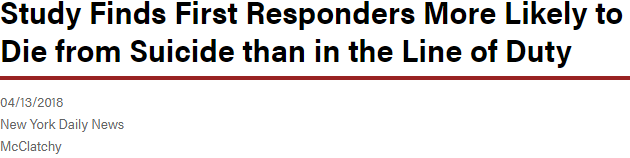 Study Finds First Responders More Likely to
Die from Suicide than in the Line of Duty
04/13/2018
New York Daily News
McClatchy